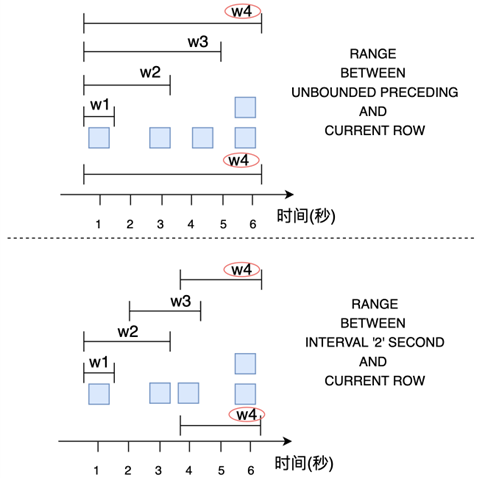 w4
w3
w2
w1
w4
1 2 3 4 5 6
时间(秒)
RANGE
BETWEEN
UNBOUNDED PRECEDING
AND
CURRENT ROW
w4
w3
w2
w1
w4
1 2 3 4 5 6
时间(秒)
RANGE
BETWEEN
INTERVAL '2' SECOND
AND
CURRENT ROW